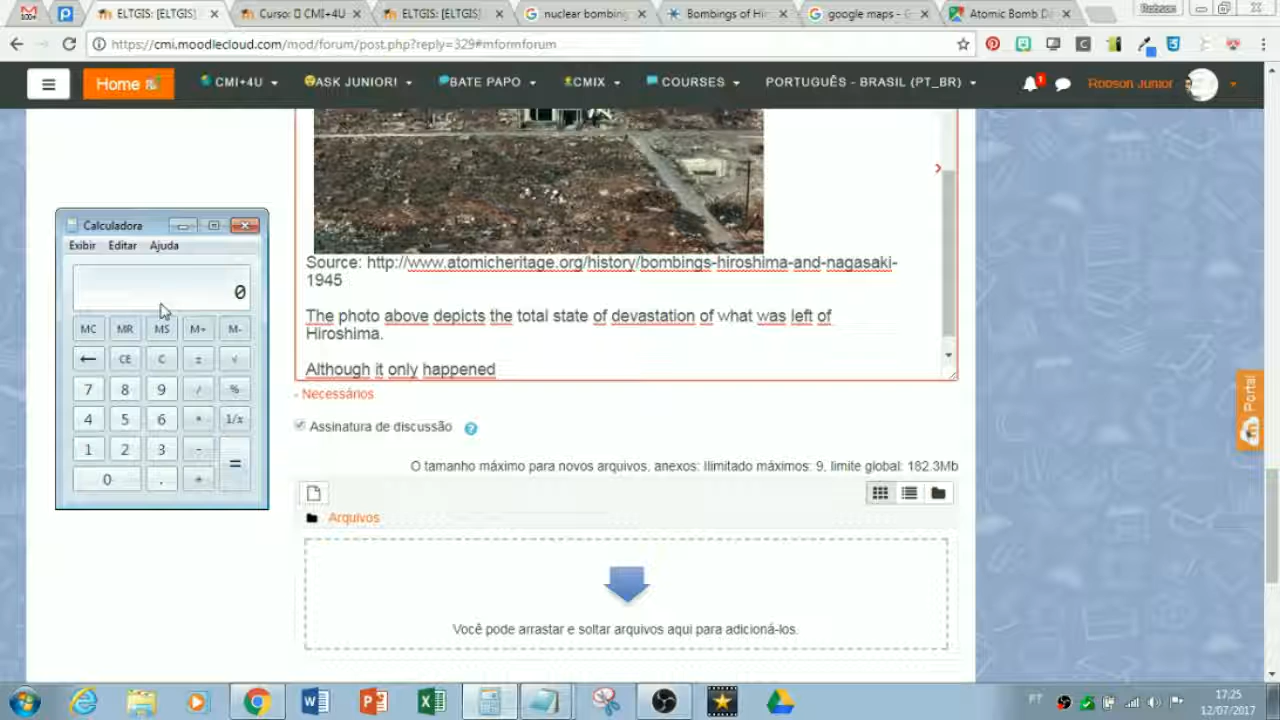 ELTGIS: [ELTGIS]
Curso: CMI+4U
ELTGIS: [ELTGIS]
nuclear bombing
Bombings of Hir
google maps - G
Atomic Bomb D
Robson
https://cmi.moodlecloud.com/mod/forum/post.php?reply=329#mformforum
Home
CMI+4U
ASK JUNIOR!
BATE PAPO
CMIX
COURSES
PORTUGUÊS - BRASIL (PT_BR)
1
Robson Junior
Source: http://www.atomicheritage.org/history/bombings-hiroshima-and-nagasaki-
1945
The photo above depicts the total state of devastation of what was left of
Hiroshima.
Although it only happened
Necessários
Assinatura de discussão
O tamanho máximo para novos arquivos, anexos: Ilimitado máximos: 9, limite global: 182.3Mb
Arquivos
Você pode arrastar e soltar arquivos aqui para adicioná-los.
Portal
Calculadora
Exibir Editar Ajuda
0
MC MR MS M+ M-
← CE C ± √
7 8 9 / %
4 5 6 * 1/x
1 2 3 - =
0 . +
PT
17:25
12/07/2017